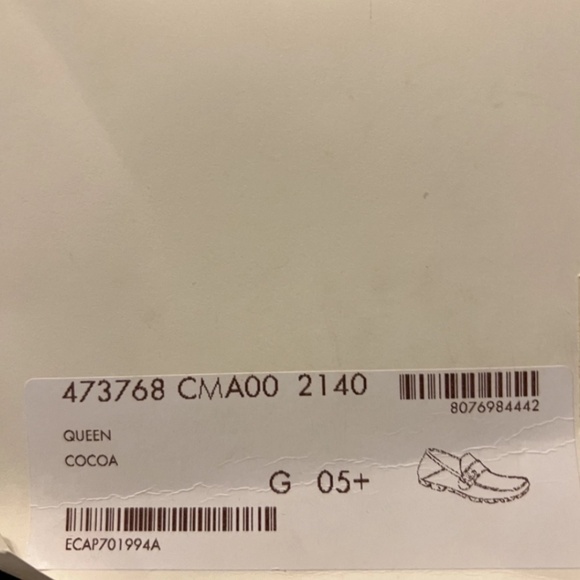 473768 CMA00 2140
8076984442
QUEEN
COCOA
G 05+
ECAP701994A